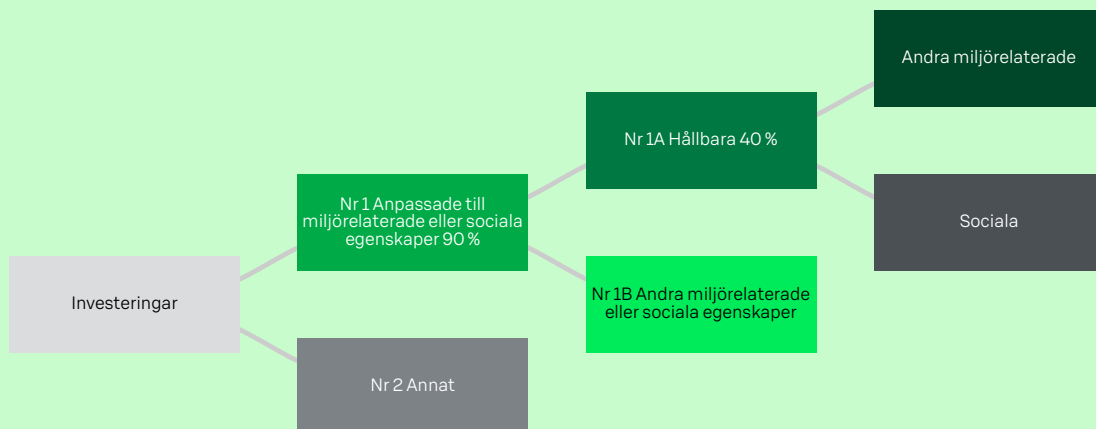 Andra miljörelaterade
Nr 1A Hållbara 40 %
Nr 1 Anpassade till
miljörelaterade eller sociala
egenskaper 90 %
Sociala
Investeringar
Nr 1B Andra miljörelaterade
eller sociala egenskaper
Nr 2 Annat